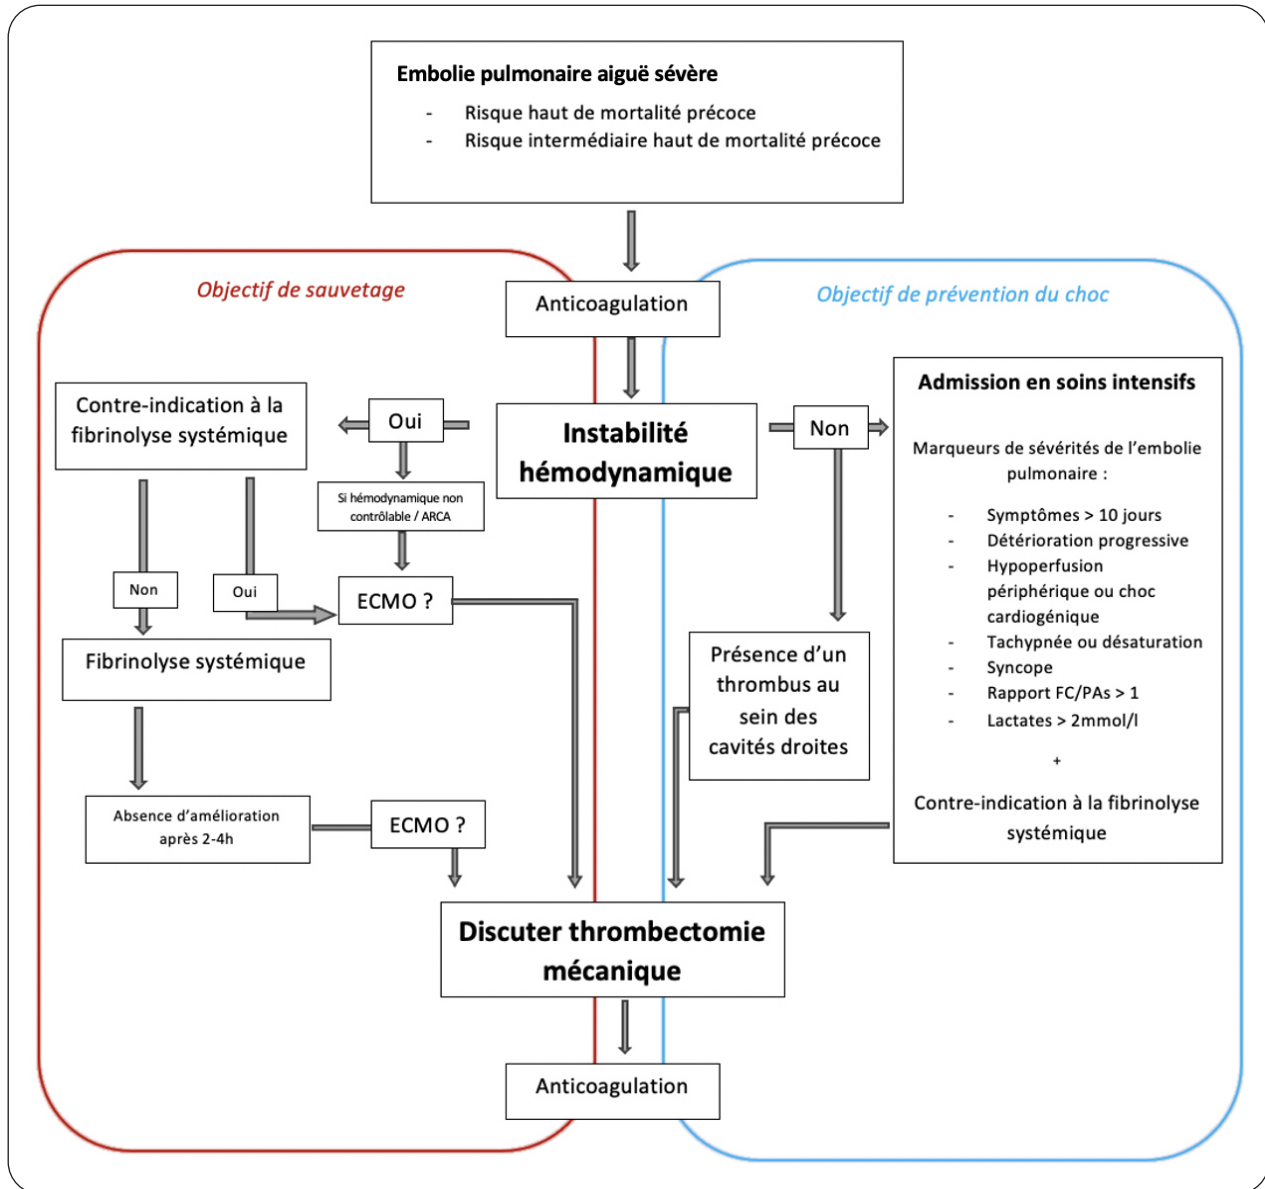 Embolie pulmonaire aiguë sévère
- Risque haut de mortalité précoce
- Risque intermédiaire haut de mortalité précoce
Objectif de sauvetage
Objectif de prévention du choc
Anticoagulation
Contre-indication à la
fibrinolyse systémique
Oui
Instabilité
hémodynamique
Non
Si hémodynamique non
contrôlable / ARCA
Non
Oui
ECMO ?
Fibrinolyse systémique
Absence d'amélioration
après 2-4h
ECMO ?
Présence d'un
thrombus au
sein des
cavités droites
Admission en soins intensifs
Marqueurs de sévérités de l'embolie
pulmonaire :
- Symptômes > 10 jours
- Détérioration progressive
- Hypoperfusion
périphérique ou choc
cardiogénique
- Tachypnée ou désaturation
- Syncope
- Rapport FC/PAs > 1
- Lactates > 2mmol/l
+
Contre-indication à la fibrinolyse
systémique
Discuter thrombectomie
mécanique
Anticoagulation